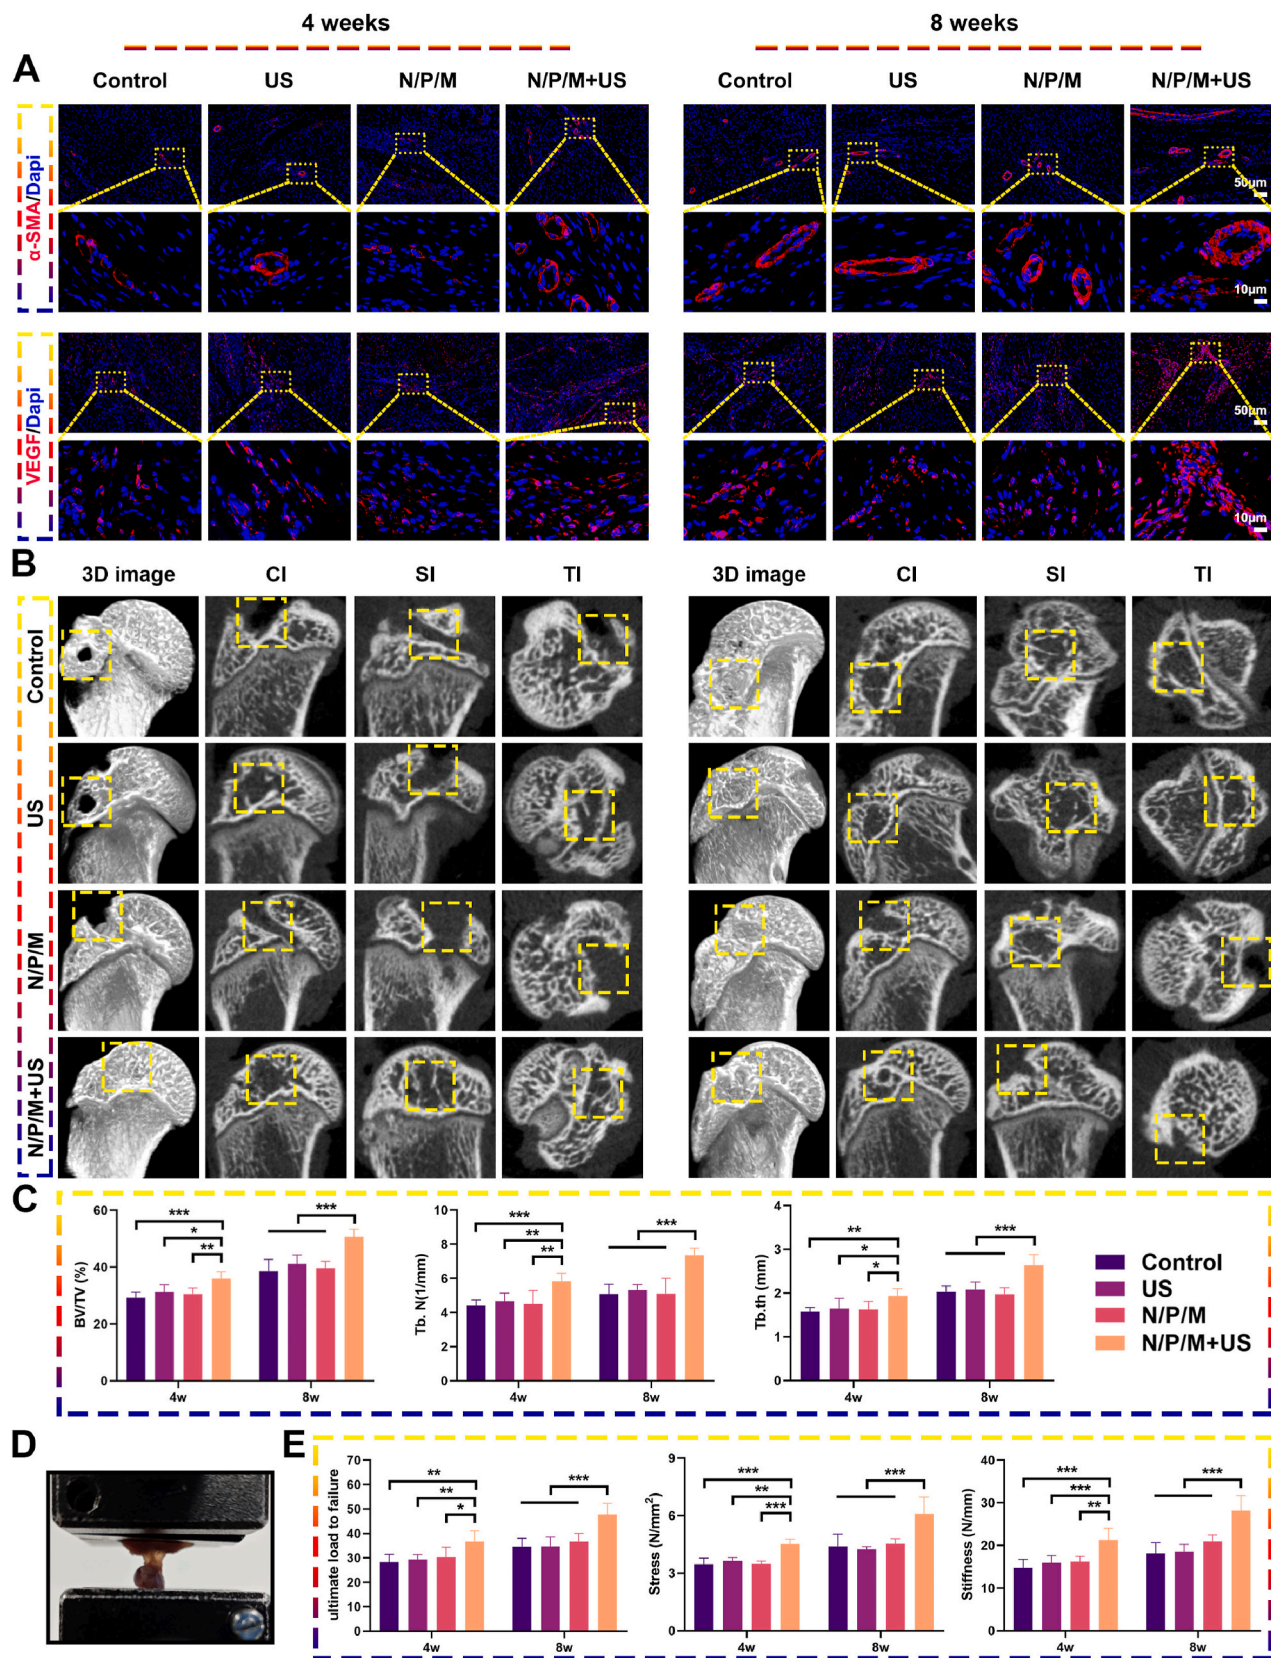 4 weeks 8 weeks
A
Control US N/P/M N/P/M+US Control US N/P/M N/P/M+US
α-SMA/Dapi
50μm
10μm
VEGF/Dapi
50μm
10μm
B
3D image CI SI TI 3D image CI SI TI
Control
US
N/P/M
N/P/M+US
C
BV/TV (%)
60
40
20
0
***
*
**
***
4w 8w
Tb. N(1/mm)
10
8
6
4
2
0
***
**
**
***
4w 8w
Tb.th (mm)
4
3
2
1
0
**
*
*
***
4w 8w
Control
US
N/P/M
N/P/M+US
D
E
ultimate load to failure
70
60
50
40
30
20
10
0
**
**
*
***
4w 8w
Stress (N/mm²)
9
6
3
0
***
**
***
***
4w 8w
Stiffness (N/mm)
40
30
20
10
0
***
***
**
***
4w 8w